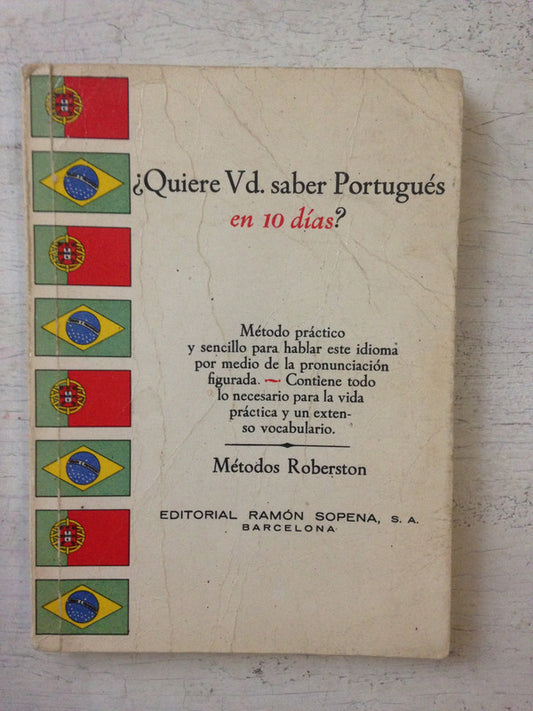 ¿Quiere Vd. saber Portugués
en 10 días?
Método práctico
y sencillo para hablar este idioma
por medio de la pronunciación
figurada. — Contiene todo
lo necesario para la vida
práctica y un exten-
so vocabulario.
Métodos Roberston
EDITORIAL RAMÓN SOPENA, S. A.
BARCELONA